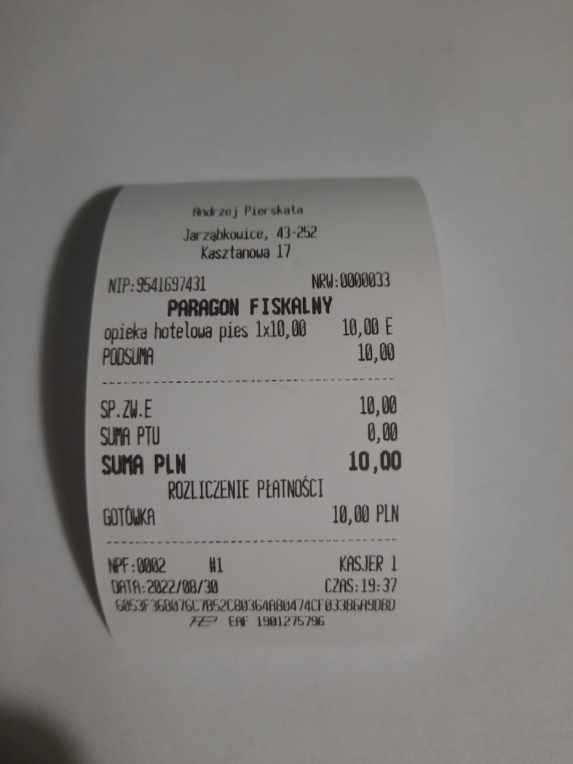 Andrzej Pierskała
Jarząbkowice, 43-252
Kasztanowa 17
NIP:9541697431 NRW:0000033
PARAGON FISKALNY
opieka hotelowa pies 1x10,00 10,00 E
PODSUMA 10,00
SP.ZW.E 10,00
SUMA PTU 0,00
SUMA PLN 10,00
ROZLICZENIE PŁATNOŚCI
GOTÓWKA 10,00 PLN
NPF:0002 #1 KASJER 1
DATA:2022/08/30 CZAS:19:37
EAF 1901275796